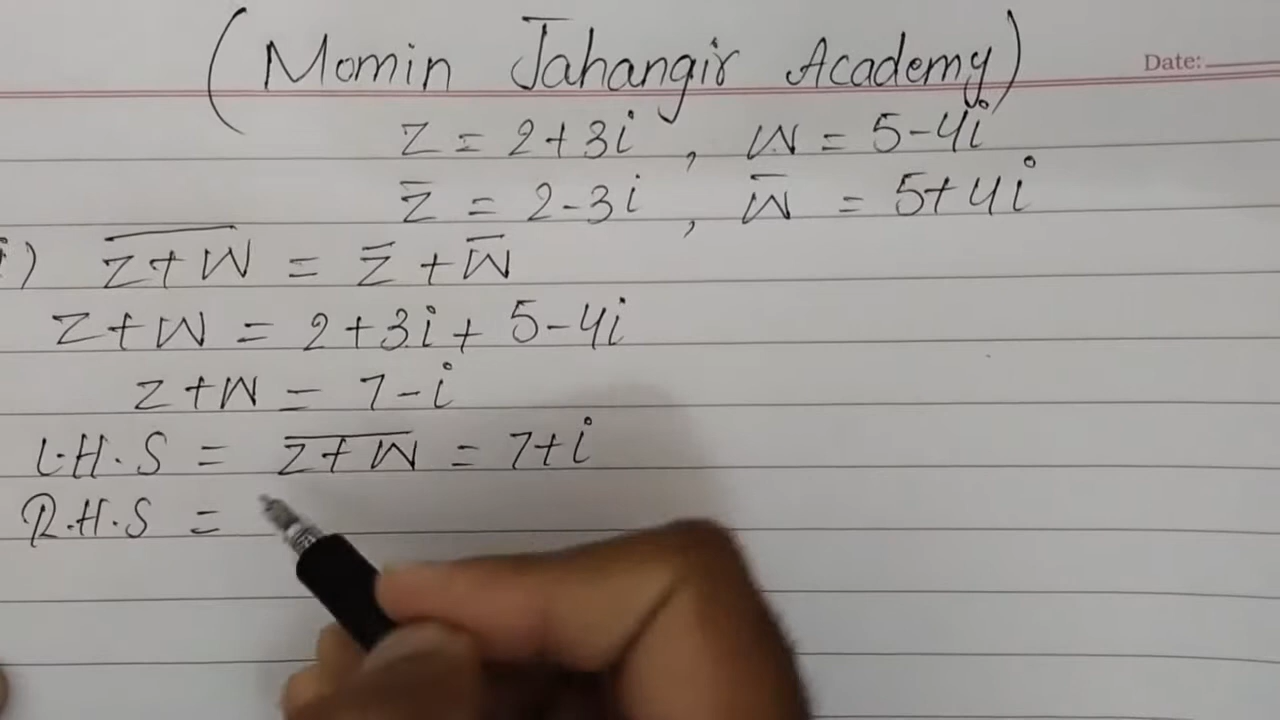 (Momin Jahangir Academy)
Date:
z = 2+3i , w = 5-4i
z̄ = 2-3i , w̄ = 5+4i
i) z̅+̅w̅ = z̄ + w̄
z+w = 2+3i + 5-4i
z+w = 7-i
L.H.S = z̅+̅w̅ = 7+i
R.H.S =